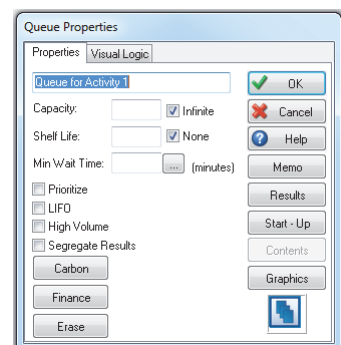 Queue Properties
Properties Visual Logic
Queue for Activity 1
OK
Capacity: Infinite
Cancel
Shelf Life: None
Help
Min Wait Time: ... (minutes)
Memo
Prioritize
Results
LIFO
High Volume
Start - Up
Segregate Results
Contents
Carbon
Graphics
Finance
Erase